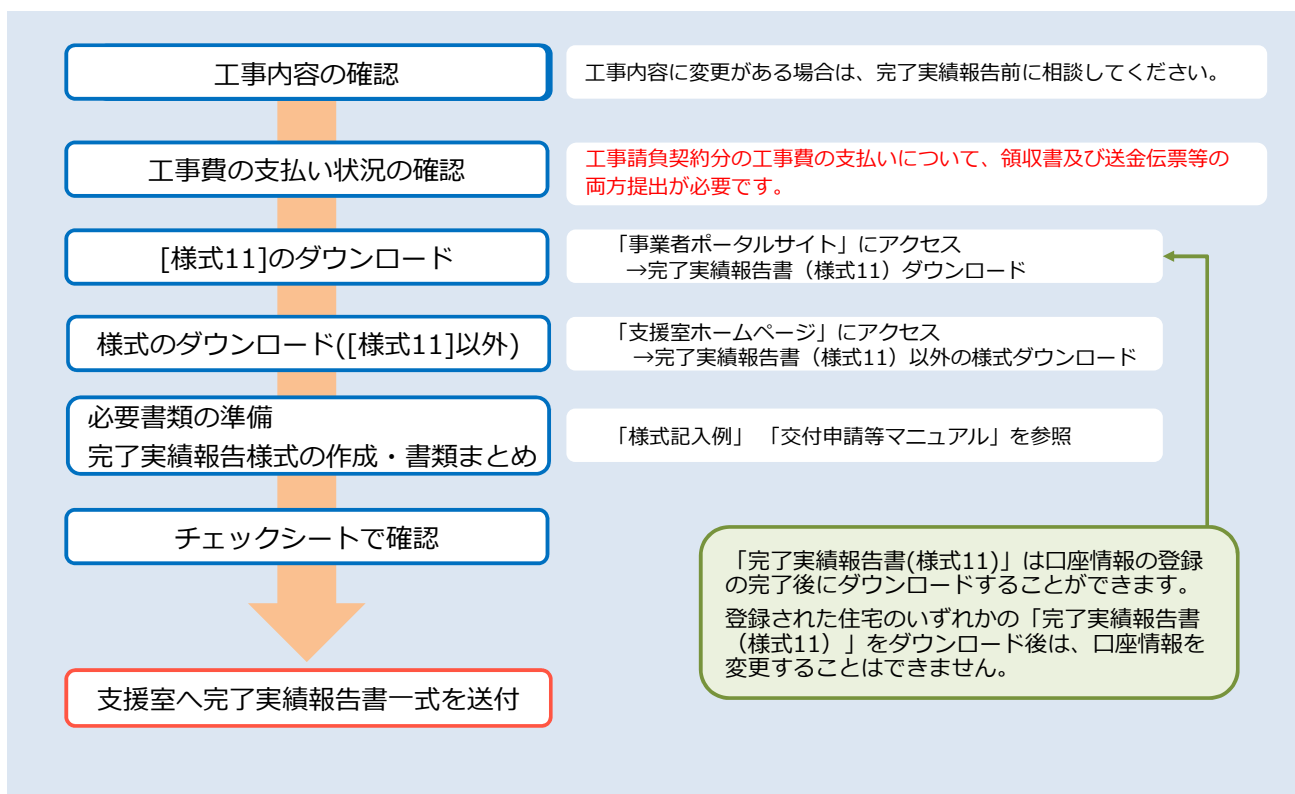 工事内容の確認
工事内容に変更がある場合は、完了実績報告前に相談してください。
工事費の支払い状況の確認
工事請負契約分の工事費の支払いについて、領収書及び送金伝票等の
両方提出が必要です。
[様式11]のダウンロード
「事業者ポータルサイト」にアクセス
→完了実績報告書（様式11）ダウンロード
様式のダウンロード([様式11]以外)
「支援室ホームページ」にアクセス
→完了実績報告書（様式11）以外の様式ダウンロード
必要書類の準備
完了実績報告様式の作成・書類まとめ
「様式記入例」「交付申請等マニュアル」を参照
チェックシートで確認
「完了実績報告書(様式11)」は口座情報の登録
の完了後にダウンロードすることができます。
登録された住宅のいずれかの「完了実績報告書
（様式11）」をダウンロード後は、口座情報を
変更することはできません。
支援室へ完了実績報告書一式を送付